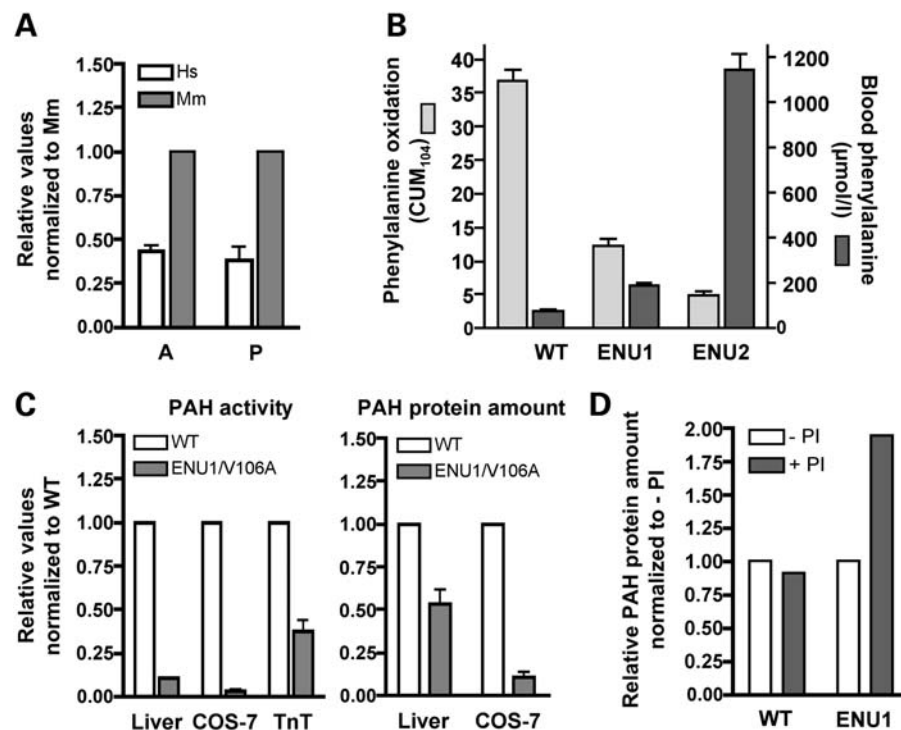 A
Relative values
normalized to Mm
1.50
1.25
1.00
0.75
0.50
0.25
0.00
Hs
Mm
A P
B
Phenylalanine oxidation
(CUM104)
40
35
30
25
20
15
10
5
0
WT ENU1 ENU2
1200
1000
800
600
400
200
0
Blood phenylalanine
(µmol/l)
C
Relative values
normalized to WT
PAH activity
1.50
1.25
1.00
0.75
0.50
0.25
0.00
WT
ENU1/V106A
Liver COS-7 TnT
PAH protein amount
1.50
1.25
1.00
0.75
0.50
0.25
0.00
WT
ENU1/V106A
Liver COS-7
D
Relative PAH protein amount
normalized to - PI
2.00
1.75
1.50
1.25
1.00
0.75
0.50
0.25
0.00
- PI
+ PI
WT ENU1